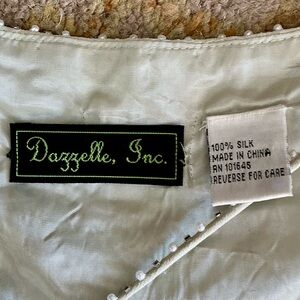 Dazzelle, Inc.
100% SILK
MADE IN CHINA
RN 101645
REVERSE FOR CARE